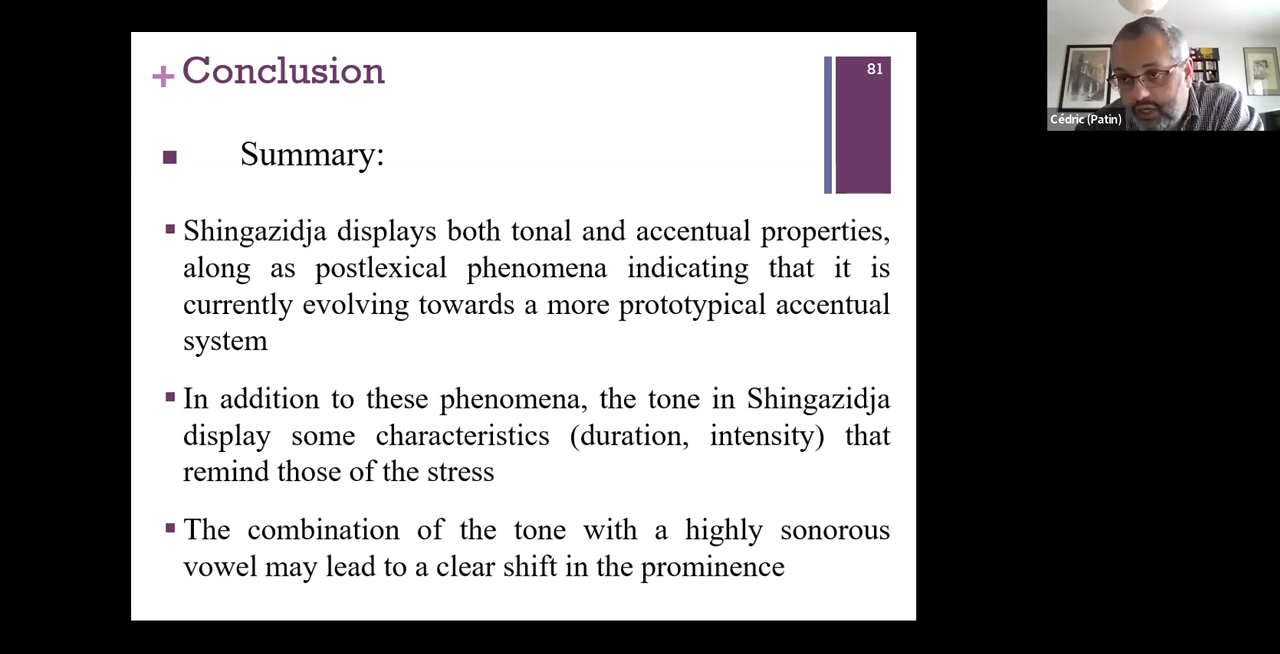 + Conclusion
81
Summary:
Shingazidja displays both tonal and accentual properties,
along as postlexical phenomena indicating that it is
currently evolving towards a more prototypical accentual
system
In addition to these phenomena, the tone in Shingazidja
display some characteristics (duration, intensity) that
remind those of the stress
The combination of the tone with a highly sonorous
vowel may lead to a clear shift in the prominence
Cédric (Patin)